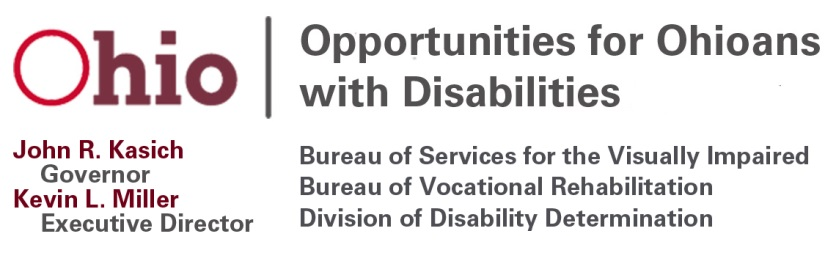 Ohio
Opportunities for Ohioans
with Disabilities
John R. Kasich
Governor
Kevin L. Miller
Executive Director
Bureau of Services for the Visually Impaired
Bureau of Vocational Rehabilitation
Division of Disability Determination